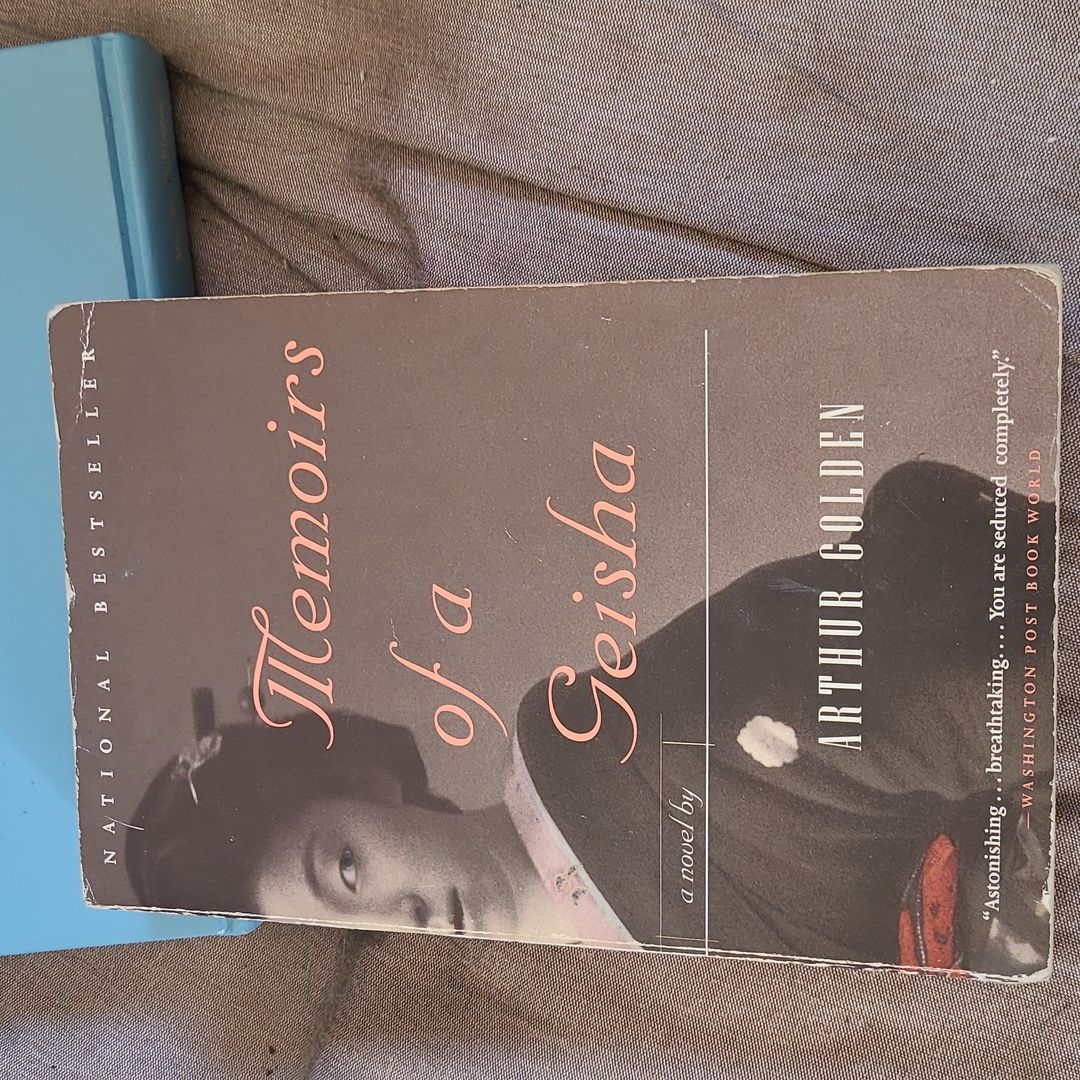 NATIONAL BESTSELLER
Memoirs
of a
Geisha
a novel by
ARTHUR GOLDEN
“Astonishing . . . breathtaking. . . . You are seduced completely.”
—WASHINGTON POST BOOK WORLD